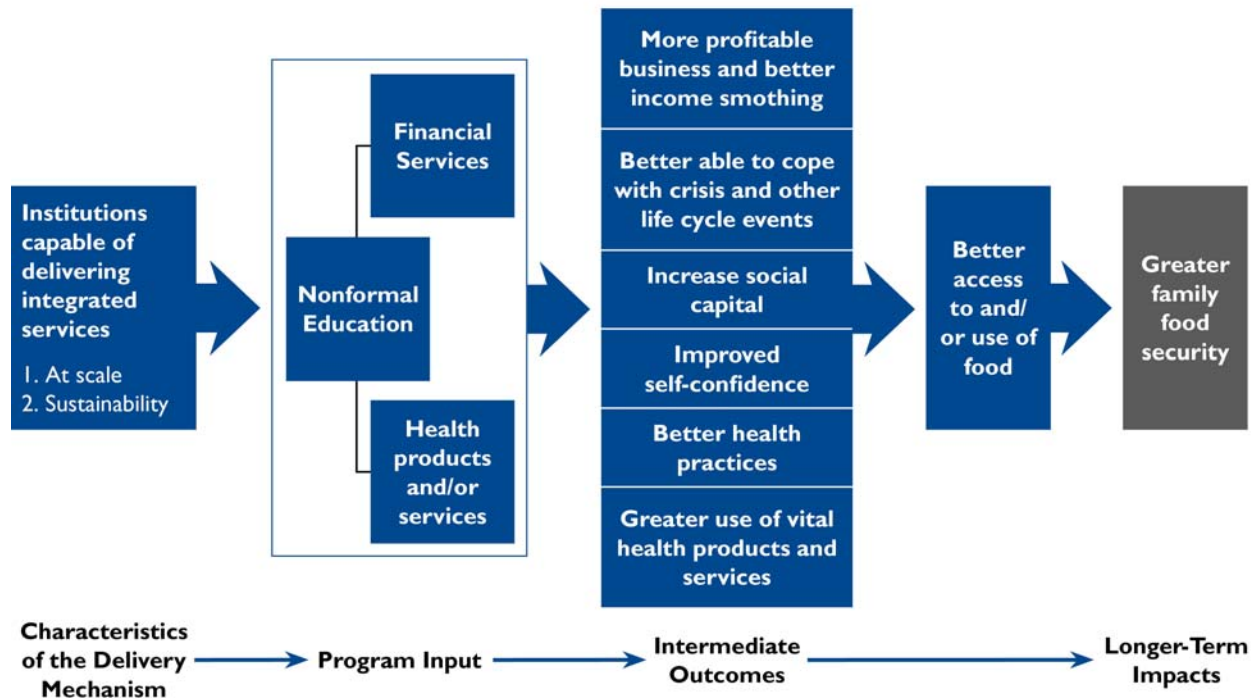 Institutions
capable of
delivering
integrated
services
1. At scale
2. Sustainability
Financial
Services
Nonformal
Education
Health
products
and/or
services
More profitable
business and better
income smothing
Better able to cope
with crisis and other
life cycle events
Increase social
capital
Improved
self-confidence
Better health
practices
Greater use of vital
health products and
services
Better
access
to and/
or use of
food
Greater
family
food
security
Characteristics
of the Delivery
Mechanism
Program Input
Intermediate
Outcomes
Longer-Term
Impacts